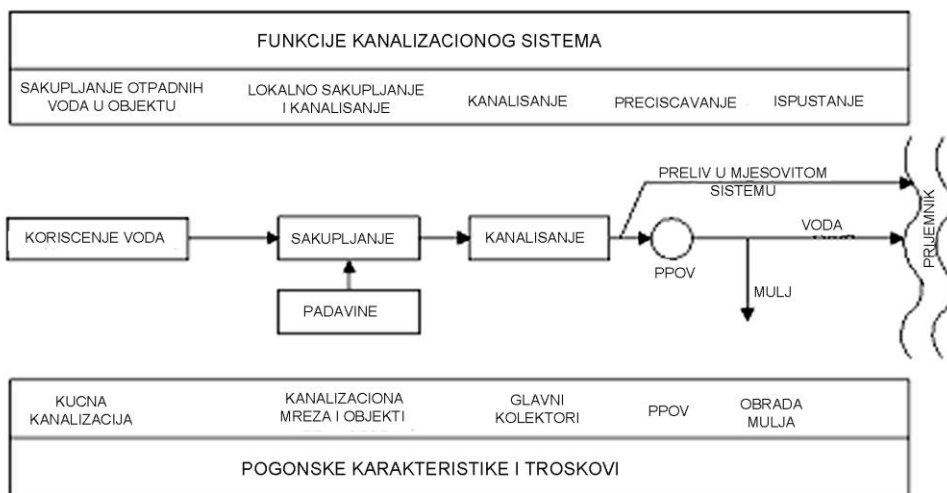 FUNKCIJE KANALIZACIONOG SISTEMA
SAKUPLJANJE OTPADNIH
VODA U OBJEKTU
LOKALNO SAKUPLJANJE
I KANALISANJE
KANALISANJE
PRECISCAVANJE
ISPUSTANJE
PRELIV U MJESOVITOM
SISTEMU
KORISCENJE VODA
SAKUPLJANJE
KANALISANJE
PPOV
VODA
PRIJEMNIK
MULJ
PADAVINE
KUCNA
KANALIZACIJA
KANALIZACIONA
MREZA I OBJEKTI
GLAVNI
KOLEKTORI
PPOV
OBRADA
MULJA
POGONSKE KARAKTERISTIKE I TROSKOVI